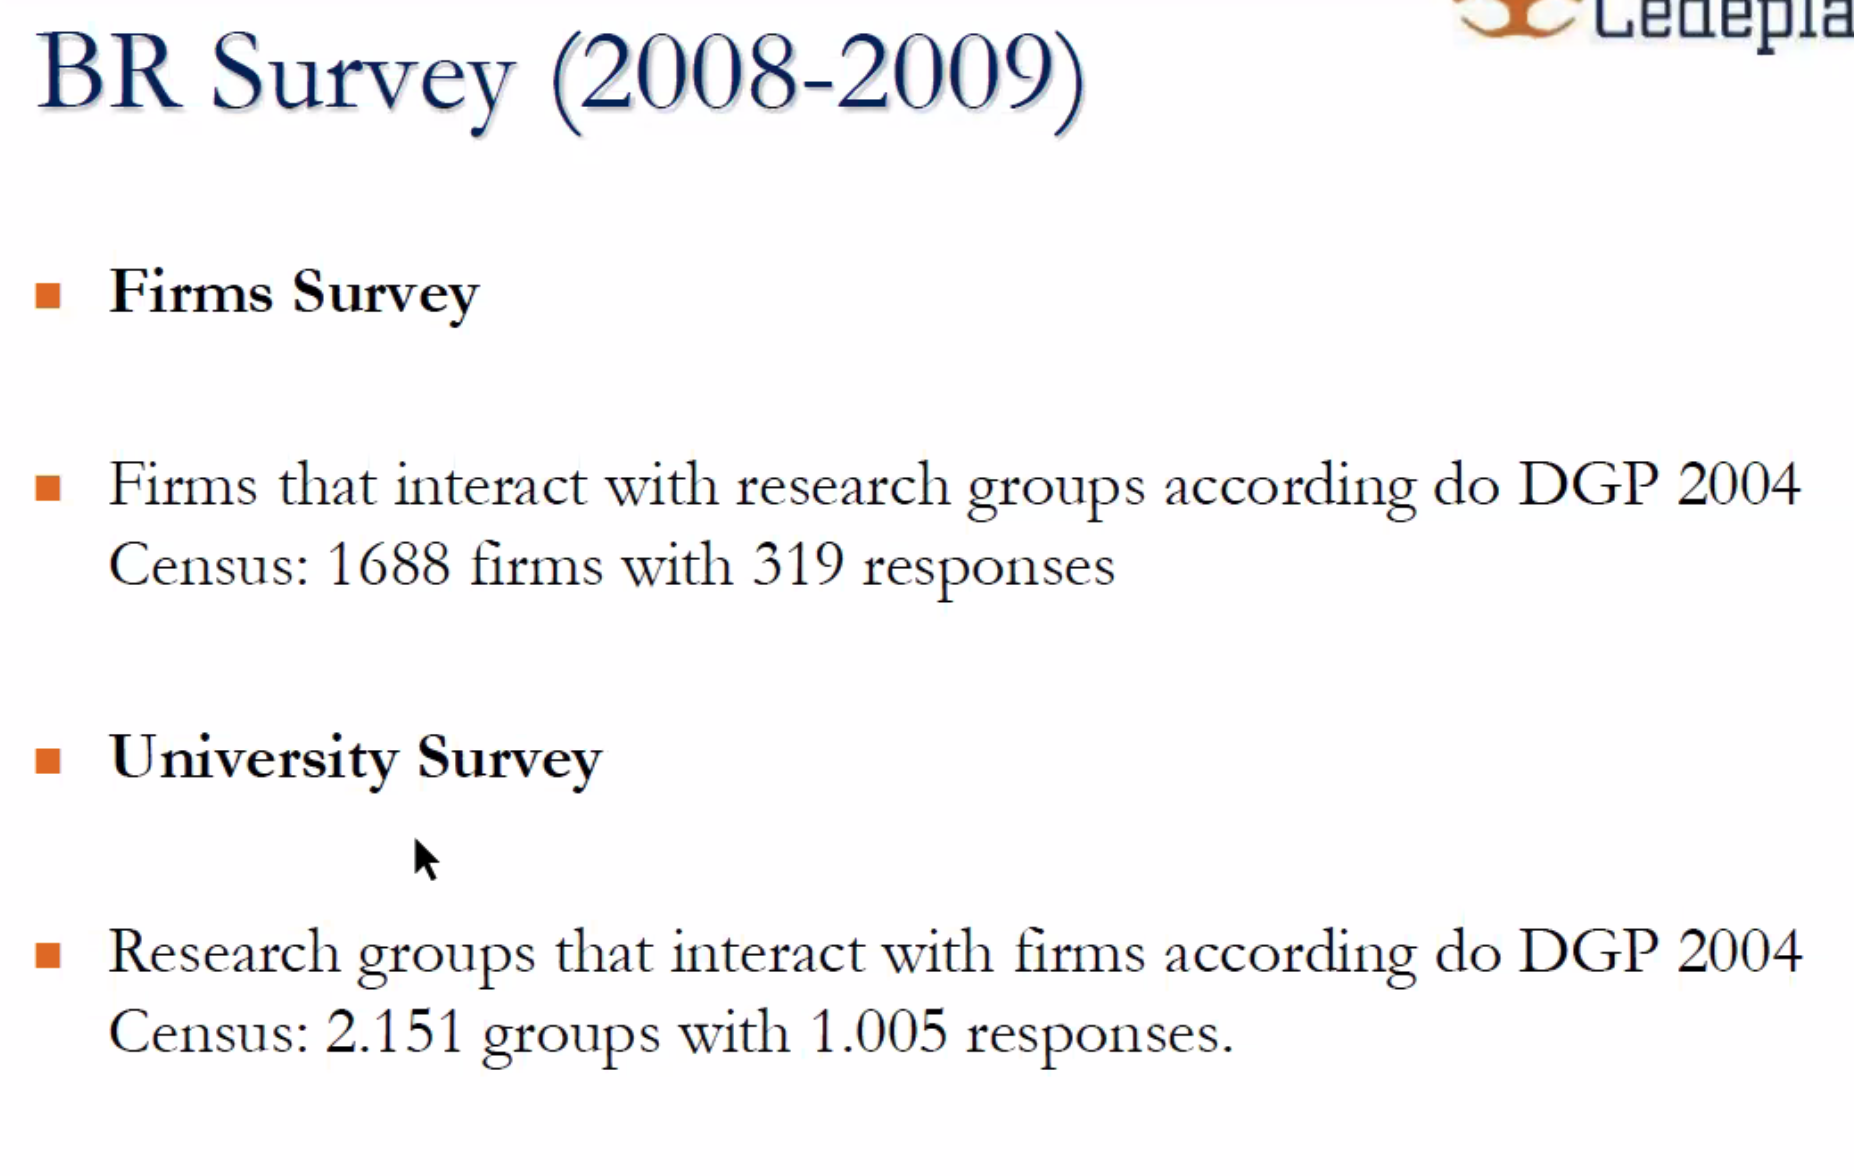 BR Survey (2008-2009)
Firms Survey
Firms that interact with research groups according do DGP 2004
Census: 1688 firms with 319 responses
University Survey
Research groups that interact with firms according do DGP 2004
Census: 2.151 groups with 1.005 responses.